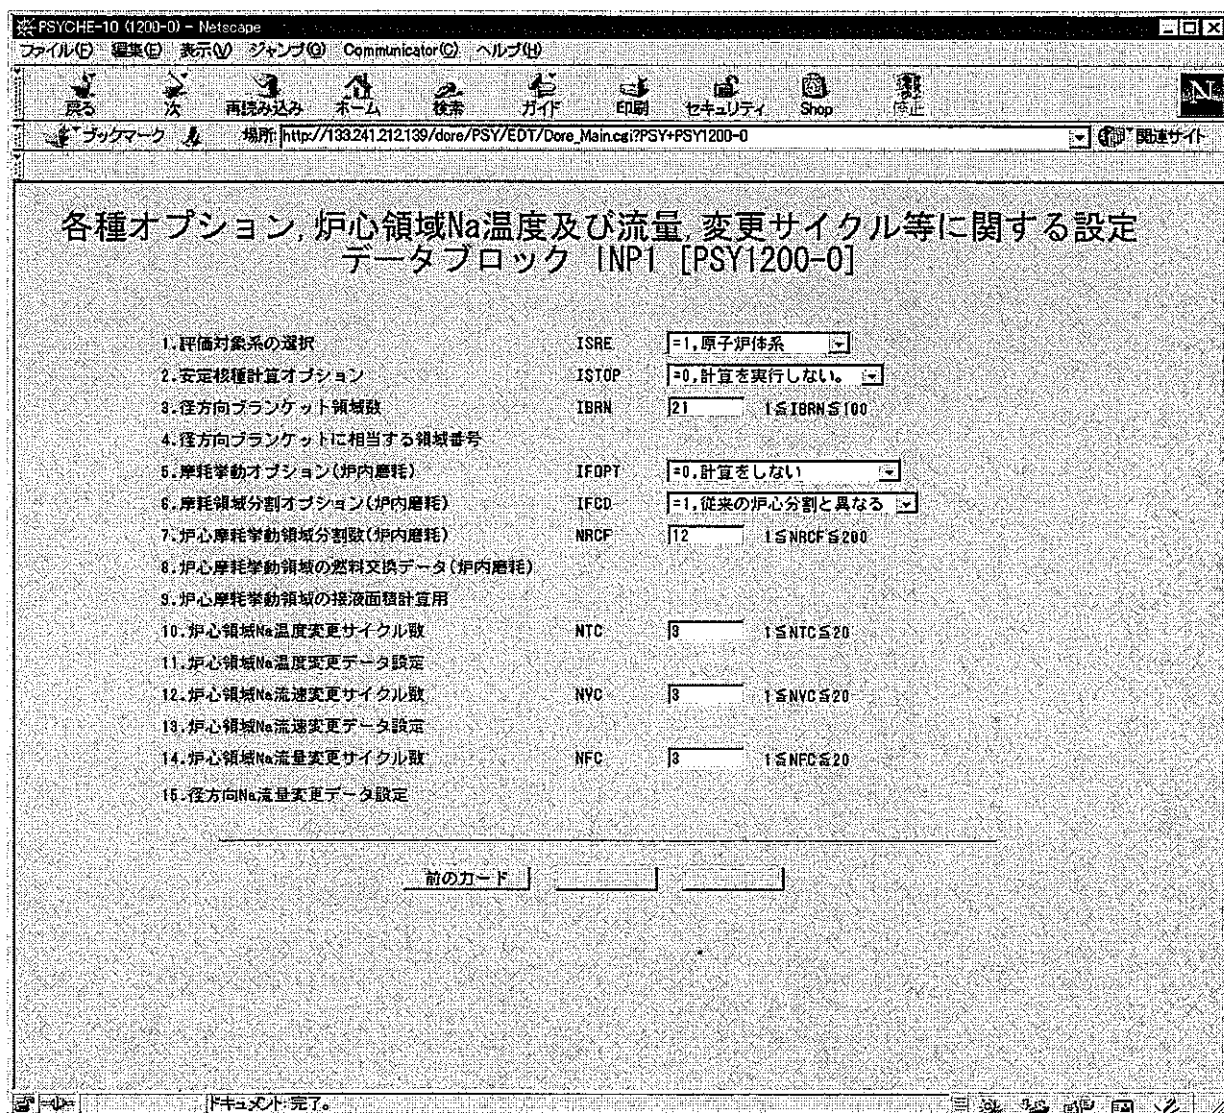 PSYCHE-10 (1200-0) - Netscape
ファイル(F) 編集(E) 表示(V) ジャンプ(G) Communicator(C) ヘルプ(H)
戻る 次 再読み込み ホーム 検索 ガイド 印刷 セキュリティ Shop 停止
ブックマーク 場所: http://133.241.212.139/dore/PSY/EDT/Dore_Main.cgi?PSY+PSY1200-0 関連サイト
各種オプション,炉心領域Na温度及び流量,変更サイクル等に関する設定
データブロック INP1 [PSY1200-0]
1.評価対象系の選択 ISRE =1,原子炉体系
2.安定核種計算オプション ISTOP =0,計算を実行しない。
3.径方向ブランケット領域数 IBRN 21 1≦IBRN≦100
4.径方向ブランケットに相当する領域番号
5.摩耗挙動オプション(炉内磨耗) IFOPT =0,計算をしない
6.摩耗領域分割オプション(炉内磨耗) IFCD =1,従来の炉心分割と異なる
7.炉心摩耗挙動領域分割数(炉内磨耗) NRCF 12 1≦NRCF≦200
8.炉心摩耗挙動領域の燃料交換データ(炉内磨耗)
9.炉心摩耗挙動領域の接液面積計算用
10.炉心領域Na温度変更サイクル数 NTC 3 1≦NTC≦20
11.炉心領域Na温度変更データ設定
12.炉心領域Na流速変更サイクル数 NVC 3 1≦NVC≦20
13.炉心領域Na流速変更データ設定
14.炉心領域Na流量変更サイクル数 NFC 3 1≦NFC≦20
15.径方向Na流量変更データ設定
前のカード
ドキュメント: 完了。